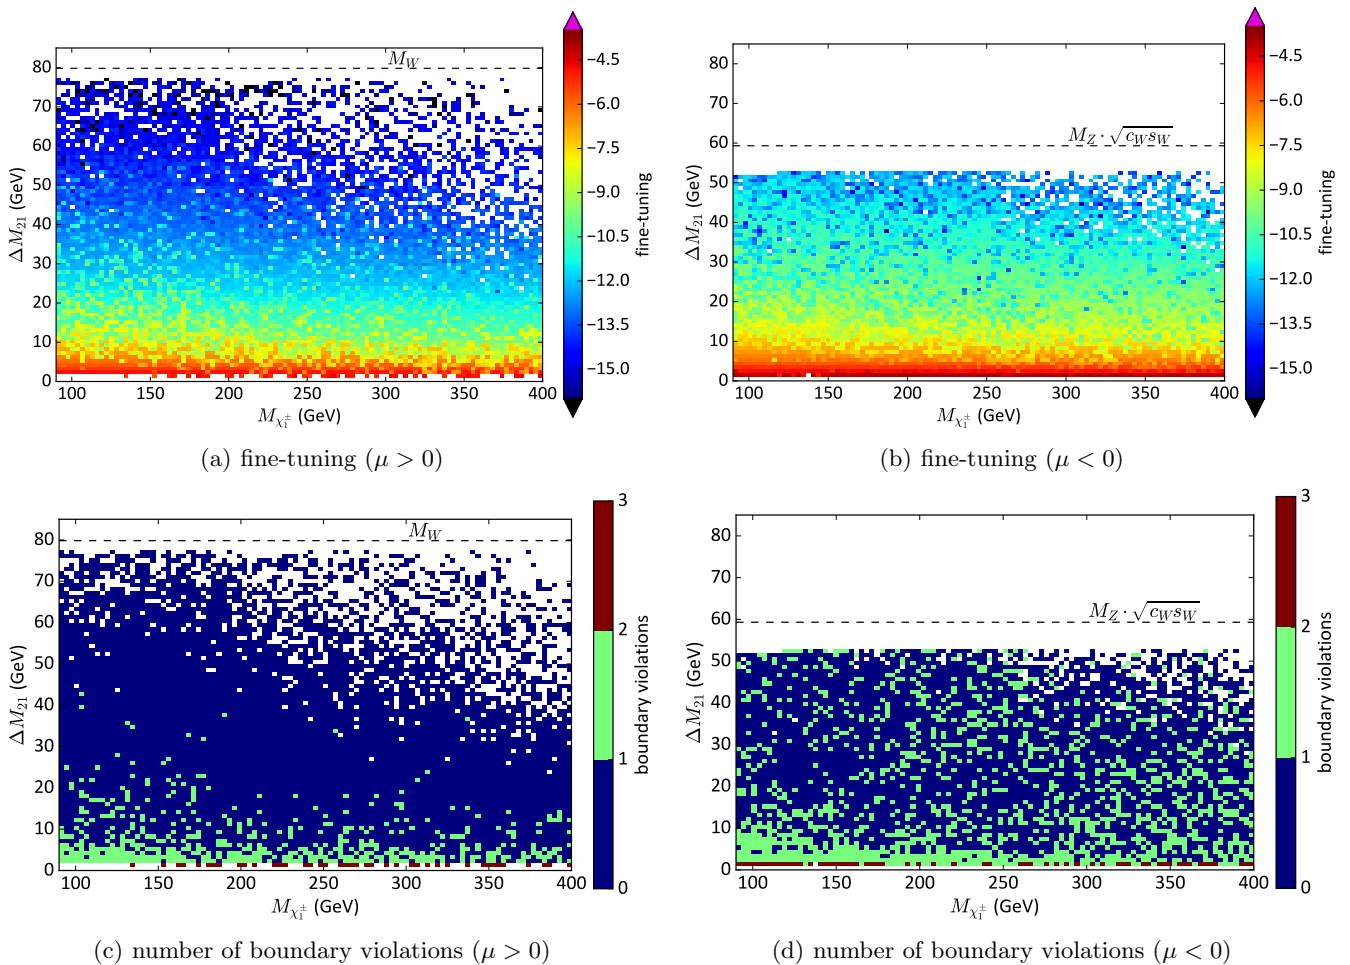 80
70
60
50
40
30
20
10
0
ΔM₂₁ (GeV)
M_W
100 150 200 250 300 350 400
M_χ₁^± (GeV)
−4.5
−6.0
−7.5
−9.0
−10.5
−12.0
−13.5
−15.0
fine-tuning
(a) fine-tuning (μ > 0)
80
70
60
50
40
30
20
10
0
ΔM₂₁ (GeV)
M_Z · √c_W s_W
100 150 200 250 300 350 400
M_χ₁^± (GeV)
−4.5
−6.0
−7.5
−9.0
−10.5
−12.0
−13.5
−15.0
fine-tuning
(b) fine-tuning (μ < 0)
80
70
60
50
40
30
20
10
0
ΔM₂₁ (GeV)
M_W
100 150 200 250 300 350 400
M_χ₁^± (GeV)
3
2
1
0
boundary violations
(c) number of boundary violations (μ > 0)
80
70
60
50
40
30
20
10
0
ΔM₂₁ (GeV)
M_Z · √c_W s_W
100 150 200 250 300 350 400
M_χ₁^± (GeV)
3
2
1
0
boundary violations
(d) number of boundary violations (μ < 0)